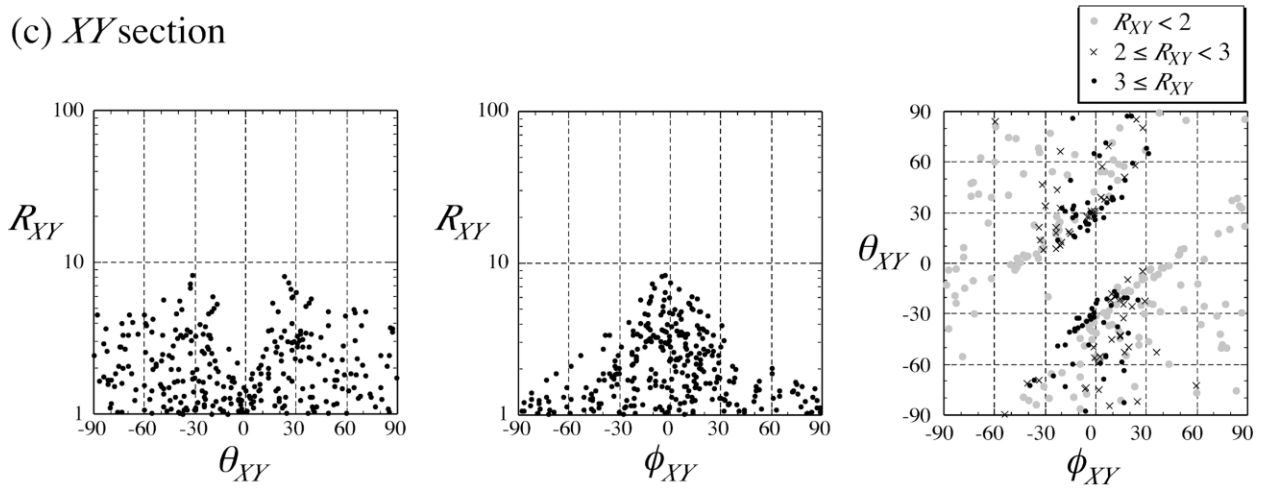 (c) XY section
R_XY < 2
2 ≤ R_XY < 3
3 ≤ R_XY
R_XY
100
10
1
-90 -60 -30 0 30 60 90
θ_XY
R_XY
100
10
1
-90 -60 -30 0 30 60 90
ϕ_XY
θ_XY
90
60
30
0
-30
-60
-90
-90 -60 -30 0 30 60 90
ϕ_XY